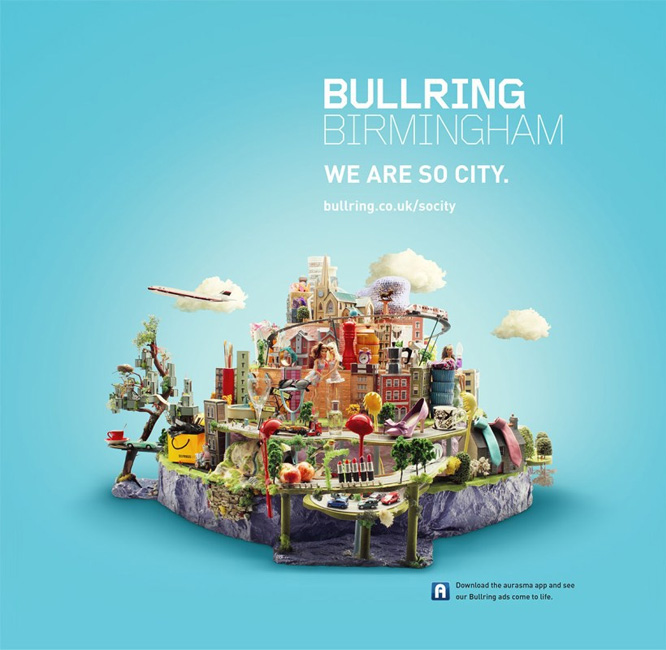 BULLRING
BIRMINGHAM
WE ARE SO CITY.
bullring.co.uk/socity
A Download the aurasma app and see
our Bullring ads come to life.